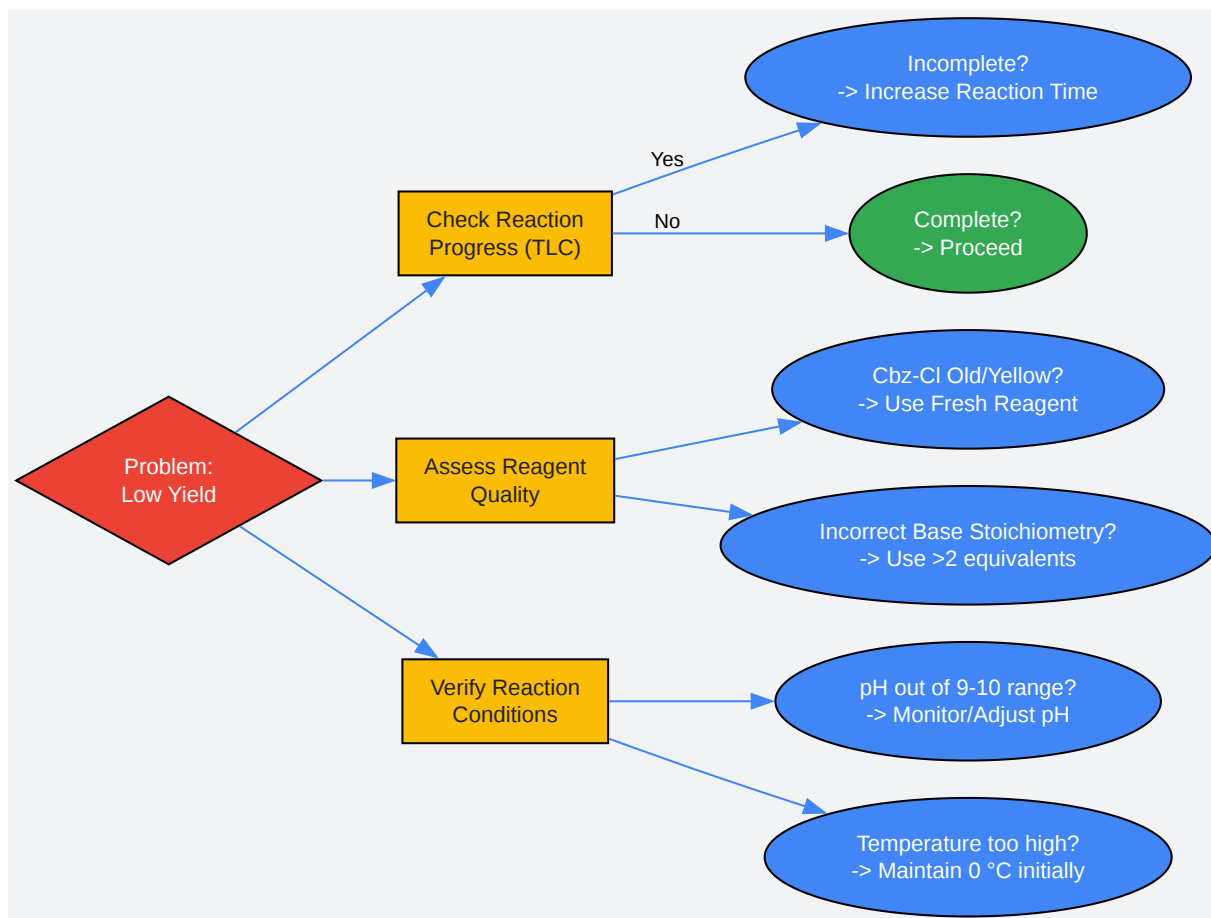 Incomplete?
-> Increase Reaction Time
Yes
Check Reaction
Progress (TLC)
No
Complete?
-> Proceed
Cbz-Cl Old/Yellow?
-> Use Fresh Reagent
Problem:
Low Yield
Assess Reagent
Quality
Incorrect Base Stoichiometry?
-> Use >2 equivalents
Verify Reaction
Conditions
pH out of 9-10 range?
-> Monitor/Adjust pH
Temperature too high?
-> Maintain 0 °C initially